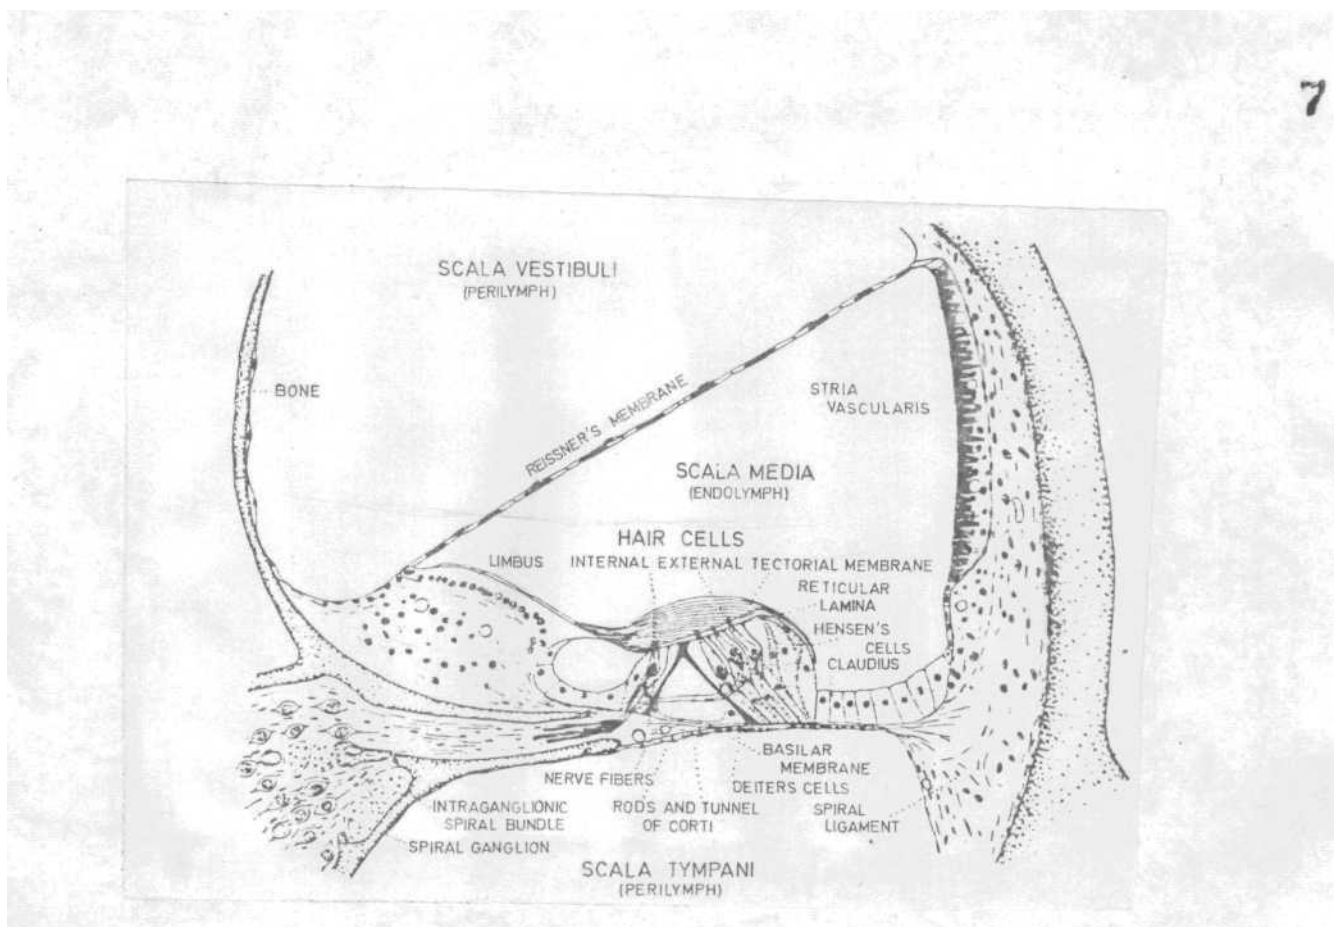 7
SCALA VESTIBULI
(PERILYMPH)
BONE
REISSNER'S MEMBRANE
STRIA
VASCULARIS
SCALA MEDIA
(ENDOLYMPH)
HAIR CELLS
LIMBUS
INTERNAL EXTERNAL TECTORIAL MEMBRANE
RETICULAR
LAMINA
HENSEN'S
CELLS
CLAUDIUS
BASILAR
MEMBRANE
NERVE FIBERS
DEITERS CELLS
INTRAGANGLIONIC
SPIRAL BUNDLE
RODS AND TUNNEL
OF CORTI
SPIRAL
LIGAMENT
SPIRAL GANGLION
SCALA TYMPANI
(PERILYMPH)